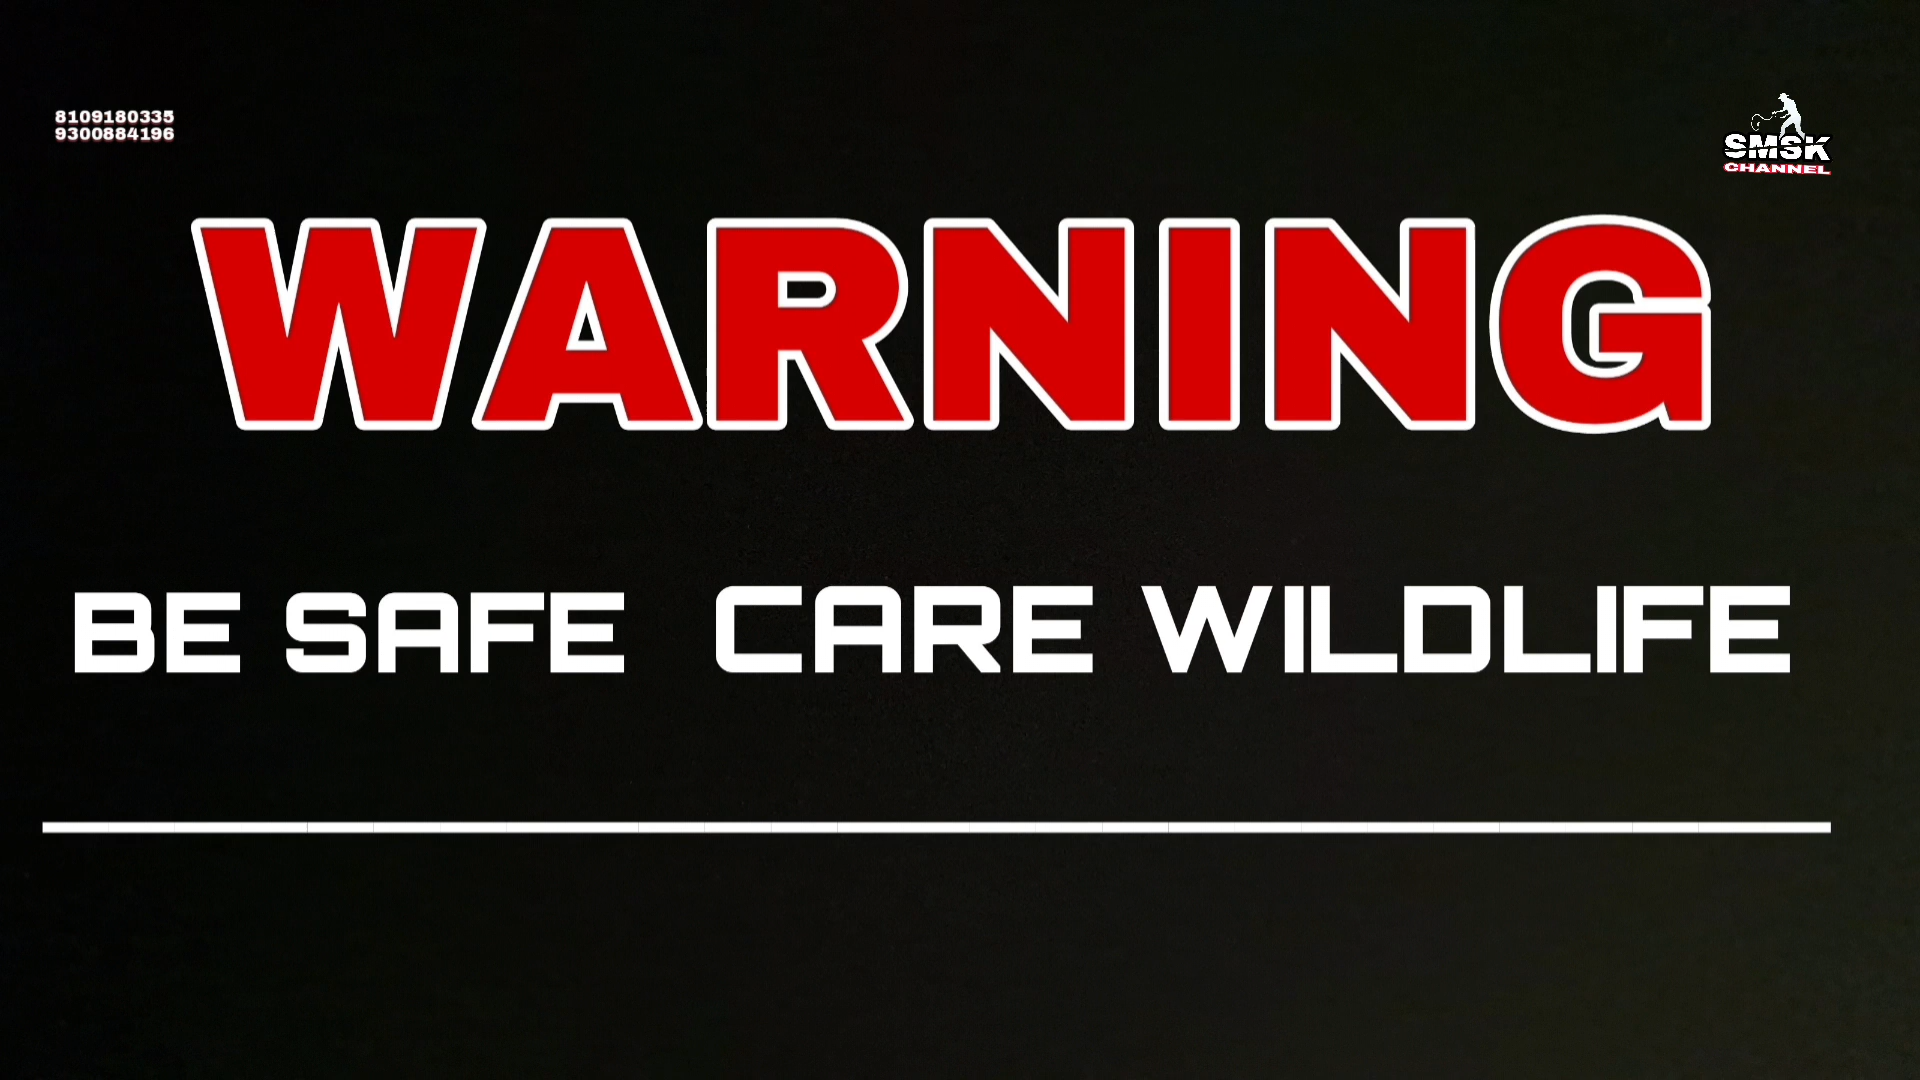 8109180335
9300884196
SMSK
CHANNEL
WARNING
BE SAFE CARE WILDLIFE